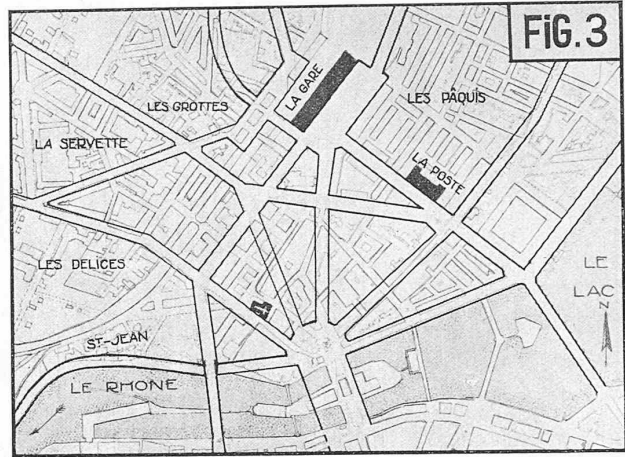 FIG.3
LA GARE
LES GROTTES
LES PÂQUIS
LA SERVETTE
LA POSTE
LES DELICES
LE
LAC
N
ST-JEAN
LE RHONE